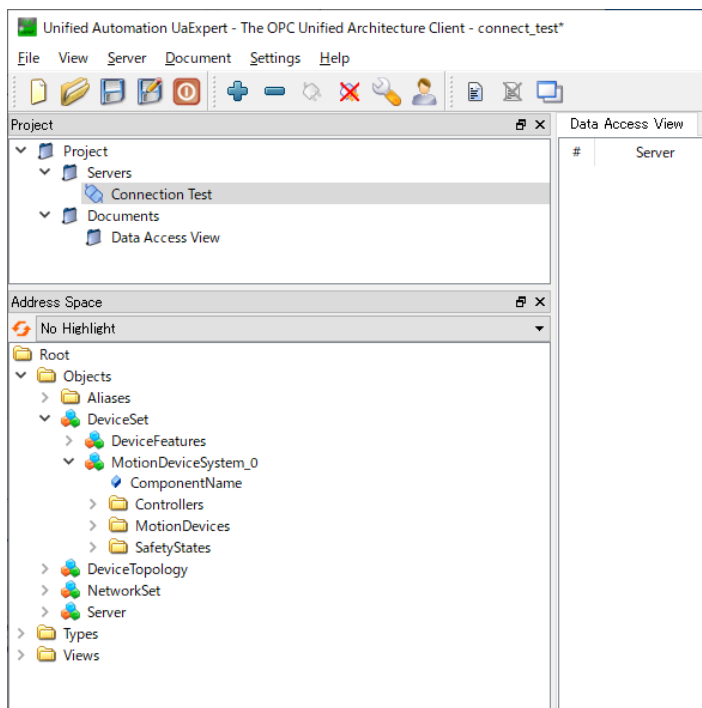 Unified Automation UaExpert - The OPC Unified Architecture Client - connect_test*
File View Server Document Settings Help
Project
Data Access View
# Server
Project
Servers
Connection Test
Documents
Data Access View
Address Space
No Highlight
Root
Objects
Aliases
DeviceSet
DeviceFeatures
MotionDeviceSystem_0
ComponentName
Controllers
MotionDevices
SafetyStates
DeviceTopology
NetworkSet
Server
Types
Views